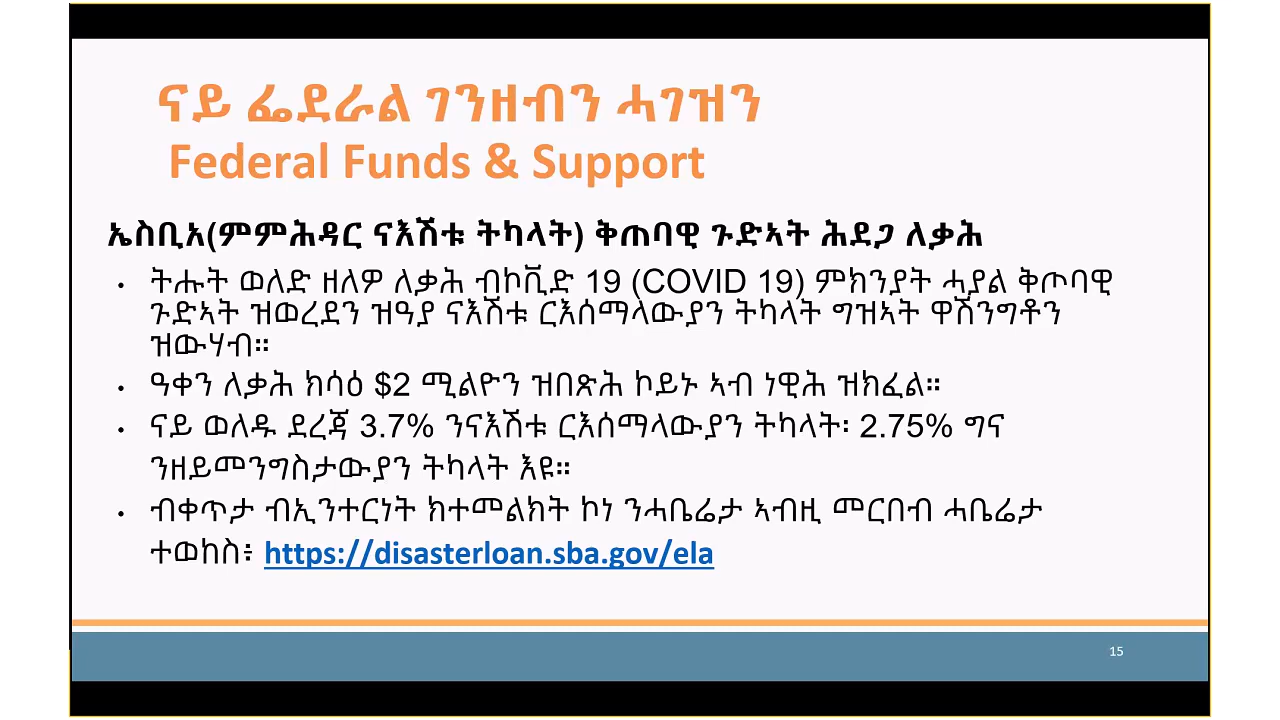 ናይ ፌደራል ገንዘብን ሓገዝን
Federal Funds & Support
ኤስቢአ(ምምሕዳር ናእሽቱ ትካላት) ቅጠባዊ ጉድኣት ሕደጋ ለቃሕ
• ትሑት ወለድ ዘለዎ ለቃሕ ብኮቪድ 19 (COVID 19) ምክንያት ሓያል ቅጦባዊ
ጉድኣት ዝወረደን ዝዓያ ናእሽቱ ርእሰማላውያን ትካላት ግዝኣት ዋሽንግቶን
ዝውሃብ።
• ዓቀን ለቃሕ ክሳዕ $2 ሚልዮን ዝበጽሕ ኮይኑ ኣብ ነዊሕ ዝክፈል።
• ናይ ወለዱ ደረጃ 3.7% ንናእሽቱ ርእሰማላውያን ትካላት፡ 2.75% ግና
ንዘይመንግስታውያን ትካላት እዩ።
• ብቀጥታ ብኢንተርነት ክተመልክት ኮነ ንሓቤሬታ ኣብዚ መርበብ ሓቤሬታ
ተወከስ፥ https://disasterloan.sba.gov/ela
15